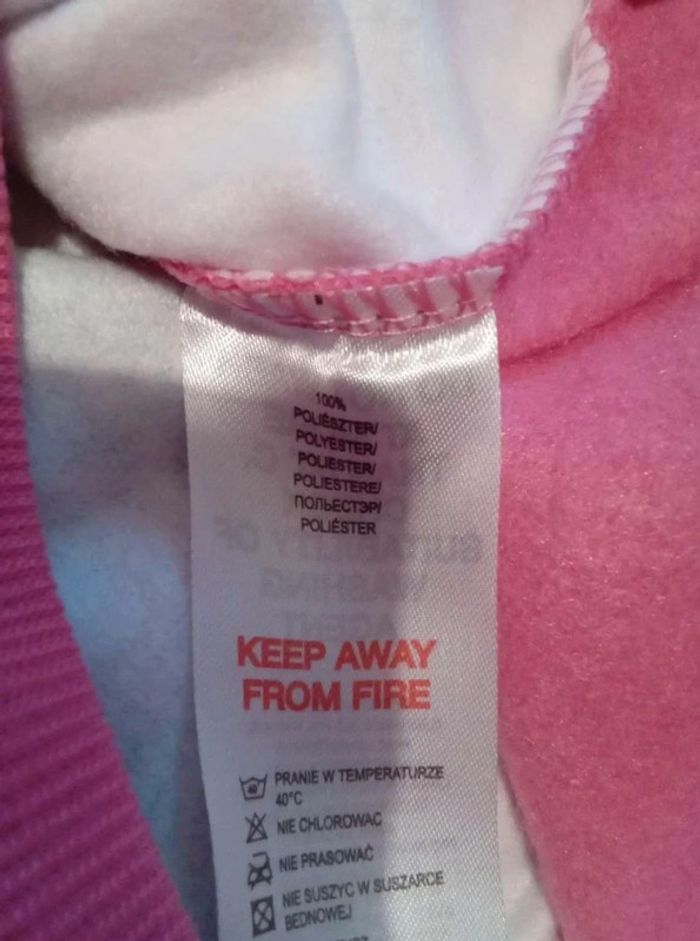 100%
POLIÉSZTER/
POLYESTER/
POLIESTER/
POLIESTERE/
ПОЛЬЕСТЭР/
POLIÉSTER
KEEP AWAY
FROM FIRE
40
PRANIE W TEMPERATURZE
40°C
NIE CHLOROWAC
NIE PRASOWAĆ
NIE SUSZYC W SUSZARCE
BEDNOWEJ